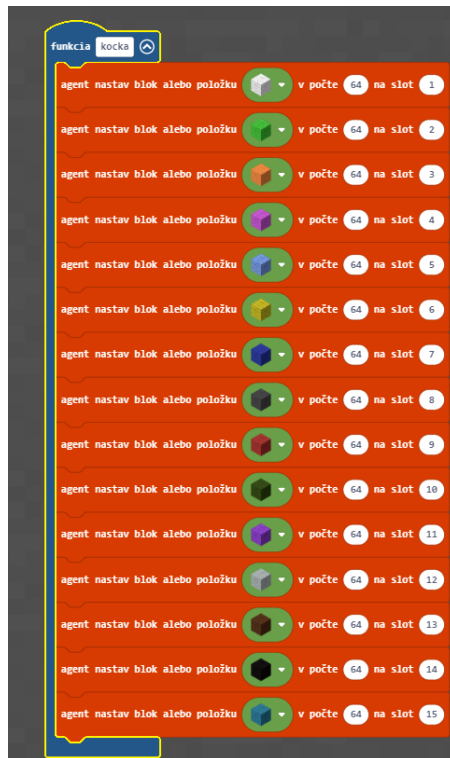 funkcia kocka
agent nastav blok alebo položku v počte 64 na slot 1
agent nastav blok alebo položku v počte 64 na slot 2
agent nastav blok alebo položku v počte 64 na slot 3
agent nastav blok alebo položku v počte 64 na slot 4
agent nastav blok alebo položku v počte 64 na slot 5
agent nastav blok alebo položku v počte 64 na slot 6
agent nastav blok alebo položku v počte 64 na slot 7
agent nastav blok alebo položku v počte 64 na slot 8
agent nastav blok alebo položku v počte 64 na slot 9
agent nastav blok alebo položku v počte 64 na slot 10
agent nastav blok alebo položku v počte 64 na slot 11
agent nastav blok alebo položku v počte 64 na slot 12
agent nastav blok alebo položku v počte 64 na slot 13
agent nastav blok alebo položku v počte 64 na slot 14
agent nastav blok alebo položku v počte 64 na slot 15